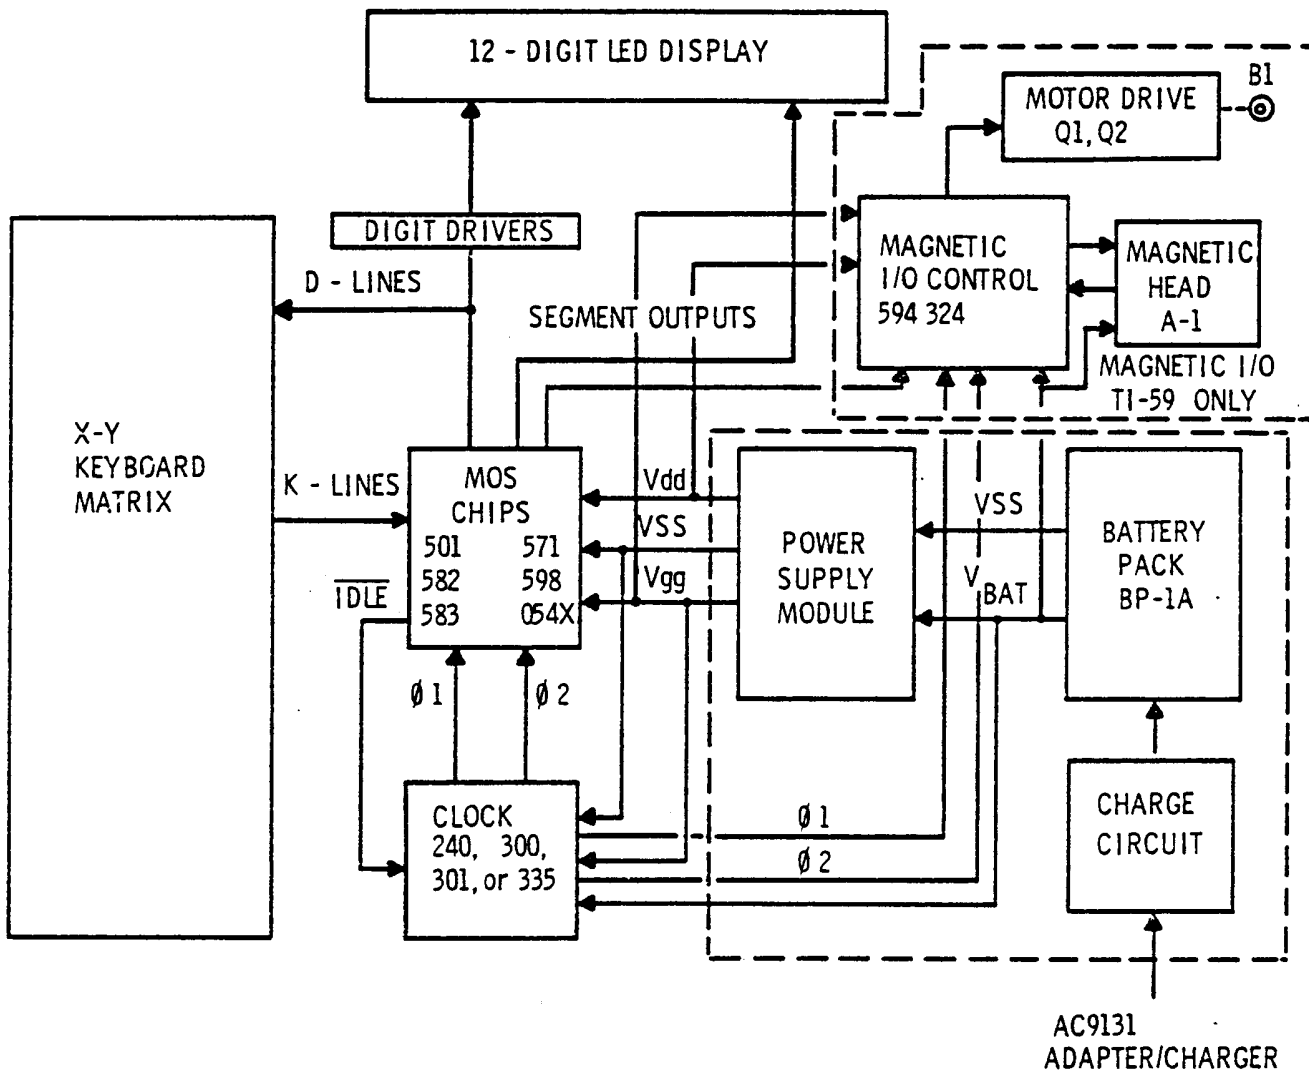 12 - DIGIT LED DISPLAY
B1
MOTOR DRIVE
Q1, Q2
DIGIT DRIVERS
MAGNETIC
I/O CONTROL
594 324
MAGNETIC
HEAD
A-1
D - LINES
SEGMENT OUTPUTS
MAGNETIC I/O
TI-59 ONLY
X-Y
KEYBOARD
MATRIX
K - LINES
MOS
CHIPS
501 571
582 598
583 054X
IDLE
Vdd
VSS
Vgg
POWER
SUPPLY
MODULE
VSS
V BAT
BATTERY
PACK
BP-1A
Ø 1
Ø 2
CLOCK
240, 300,
301, or 335
Ø 1
Ø 2
CHARGE
CIRCUIT
AC9131
ADAPTER/CHARGER